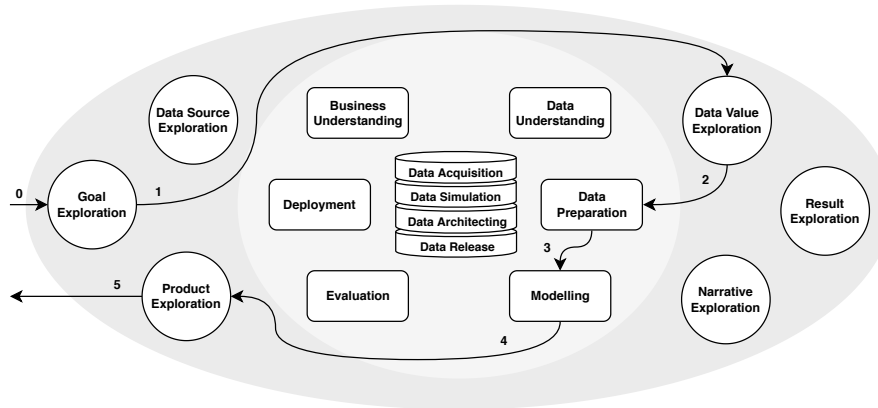 Data Source
Exploration
Business
Understanding
Data
Understanding
Data Value
Exploration
0
Goal
Exploration
1
Deployment
Data Acquisition
Data Simulation
Data Architecting
Data Release
Data
Preparation
2
Result
Exploration
3
5
Product
Exploration
Evaluation
Modelling
Narrative
Exploration
4